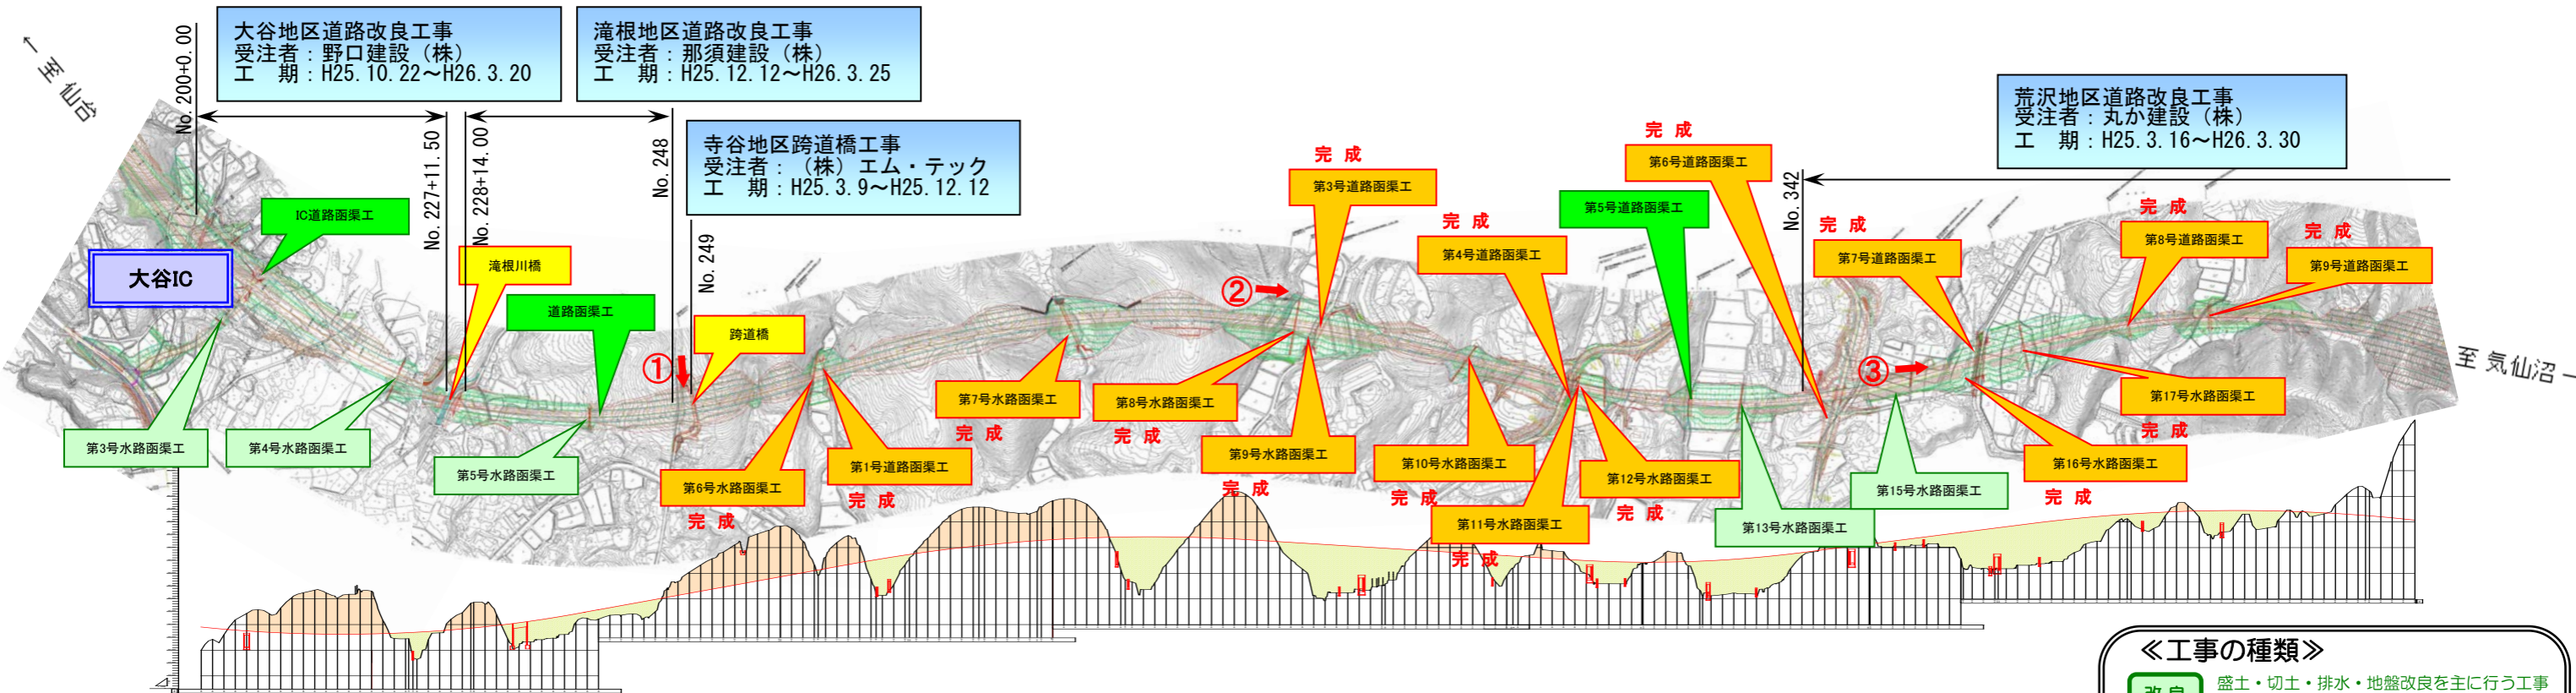 ← 至 仙台
No. 200+0.00
大谷地区道路改良工事
受注者：野口建設（株）
工　期：H25.10.22～H26.3.20
滝根地区道路改良工事
受注者：那須建設（株）
工　期：H25.12.12～H26.3.25
No. 227+11.50
No. 228+14.00
No. 248
寺谷地区跨道橋工事
受注者：（株）エム・テック
工　期：H25.3.9～H25.12.12
No. 249
荒沢地区道路改良工事
受注者：丸か建設（株）
工　期：H25.3.16～H26.3.30
No. 342
大谷IC
IC道路函渠工
滝根川橋
道路函渠工
①
跨道橋
②
完 成
第3号道路函渠工
完 成
第4号道路函渠工
第5号道路函渠工
完 成
第6号道路函渠工
完 成
第7号道路函渠工
完 成
第8号道路函渠工
完 成
第9号道路函渠工
③
至 気仙沼
第3号水路函渠工
第4号水路函渠工
第5号水路函渠工
第6号水路函渠工
完 成
第1号道路函渠工
完 成
第7号水路函渠工
完 成
第8号水路函渠工
完 成
第9号水路函渠工
完 成
第10号水路函渠工
完 成
第11号水路函渠工
完 成
第12号水路函渠工
完 成
第13号水路函渠工
第15号水路函渠工
第16号水路函渠工
完 成
第17号水路函渠工
完 成
≪工事の種類≫
改 良
盛土・切土・排水・地盤改良を主に行う工事